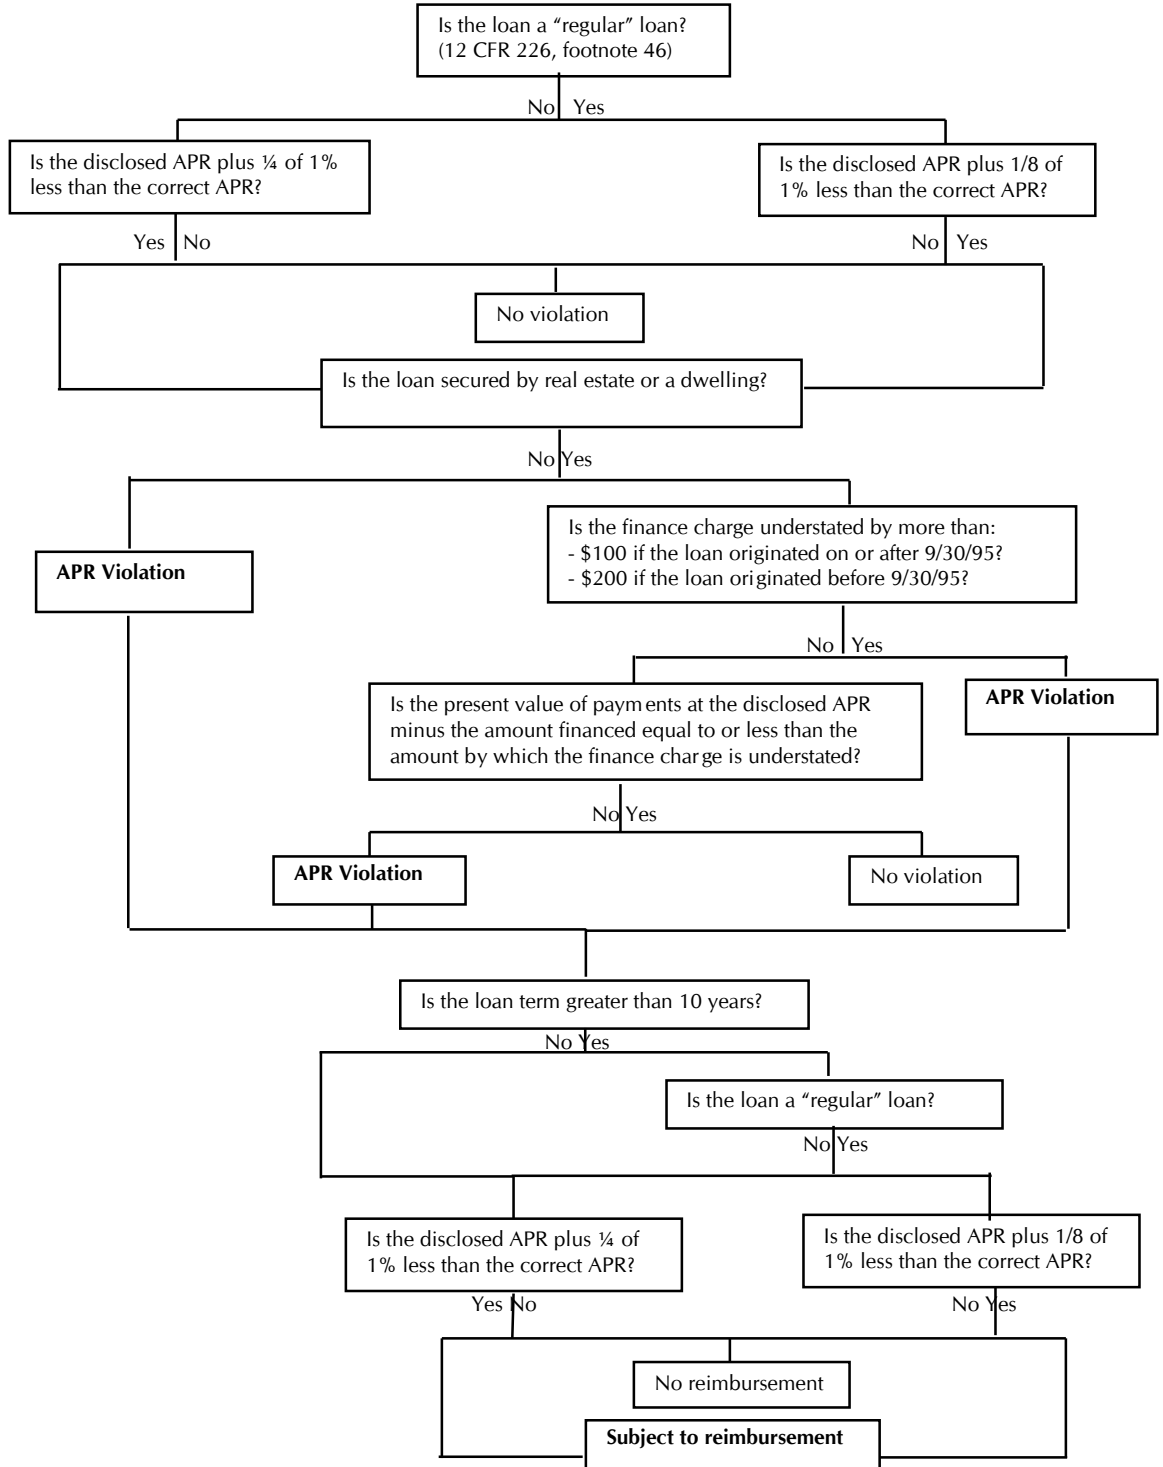 Is the loan a “regular” loan?
(12 CFR 226, footnote 46)
No Yes
Is the disclosed APR plus ¼ of 1%
less than the correct APR?
Is the disclosed APR plus 1/8 of
1% less than the correct APR?
Yes No
No Yes
No violation
Is the loan secured by real estate or a dwelling?
No Yes
Is the finance charge understated by more than:
- $100 if the loan originated on or after 9/30/95?
- $200 if the loan originated before 9/30/95?
APR Violation
No Yes
Is the present value of payments at the disclosed APR
minus the amount financed equal to or less than the
amount by which the finance charge is understated?
APR Violation
No Yes
APR Violation
No violation
Is the loan term greater than 10 years?
No Yes
Is the loan a “regular” loan?
No Yes
Is the disclosed APR plus ¼ of
1% less than the correct APR?
Is the disclosed APR plus 1/8 of
1% less than the correct APR?
Yes No
No Yes
No reimbursement
Subject to reimbursement